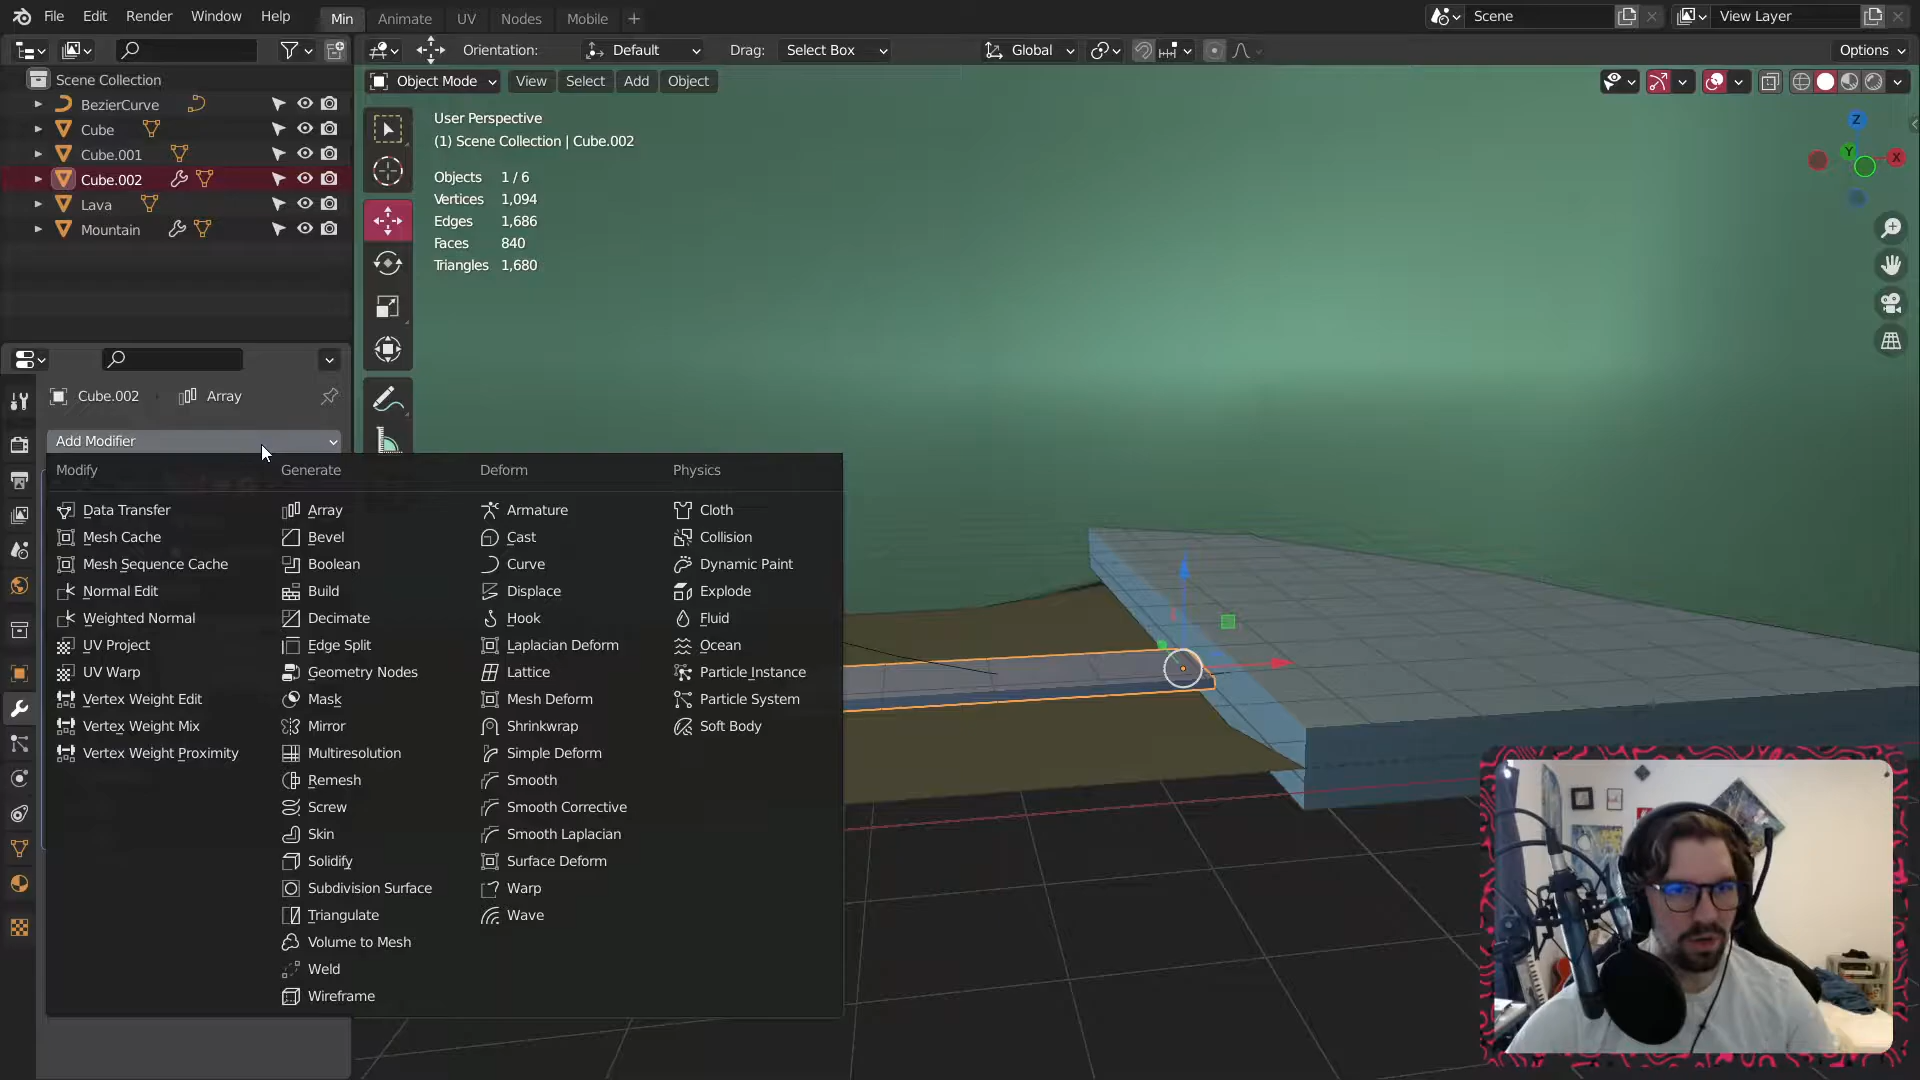 File Edit Render Window Help Min Animate UV Nodes Mobile + Scene View Layer
Orientation: Default Drag: Select Box Global Options
Scene Collection
BezierCurve
Cube
Cube.001
Cube.002
Lava
Mountain
Object Mode View Select Add Object
User Perspective
(1) Scene Collection | Cube.002
Objects 1 / 6
Vertices 1,094
Edges 1,686
Faces 840
Triangles 1,680
Z
Y
X
Cube.002 Array
Add Modifier
Modify Generate Deform Physics
Data Transfer Array Armature Cloth
Mesh Cache Bevel Cast Collision
Mesh Sequence Cache Boolean Curve Dynamic Paint
Normal Edit Build Displace Explode
Weighted Normal Decimate Hook Fluid
UV Project Edge Split Laplacian Deform Ocean
UV Warp Geometry Nodes Lattice Particle Instance
Vertex Weight Edit Mask Mesh Deform Particle System
Vertex Weight Mix Mirror Shrinkwrap Soft Body
Vertex Weight Proximity Multiresolution Simple Deform
Remesh Smooth
Screw Smooth Corrective
Skin Smooth Laplacian
Solidify Surface Deform
Subdivision Surface Warp
Triangulate Wave
Volume to Mesh
Weld
Wireframe